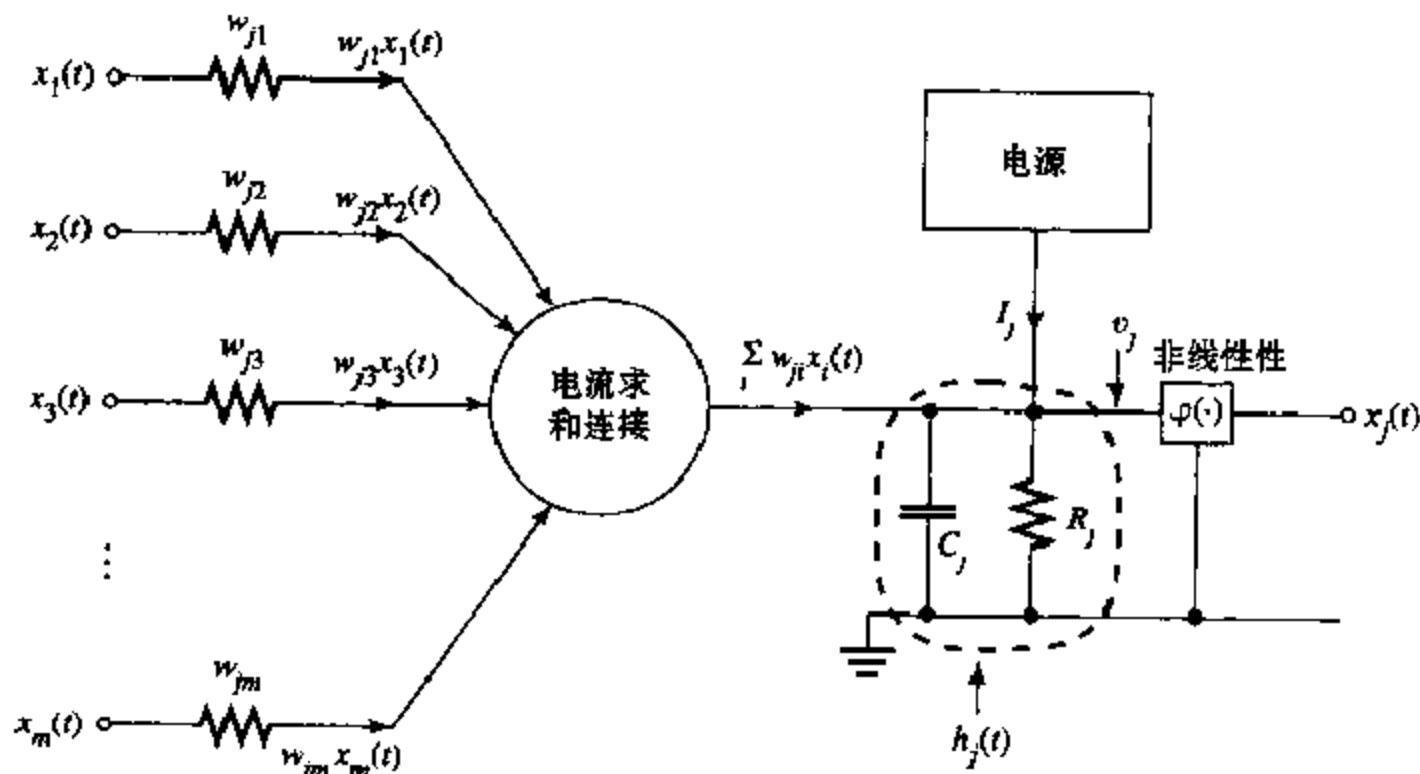 w_{j1}
x_1(t)
w_{j1}x_1(t)
w_{j2}
x_2(t)
w_{j2}x_2(t)
w_{j3}
x_3(t)
w_{j3}x_3(t)
⋮
w_{jm}
x_m(t)
w_{jm}x_m(t)
电流求
和连接
Σ_i w_{ji}x_i(t)
电源
I_j
v_j
非线性性
φ(·)
x_j(t)
C_j
R_j
h_j(t)